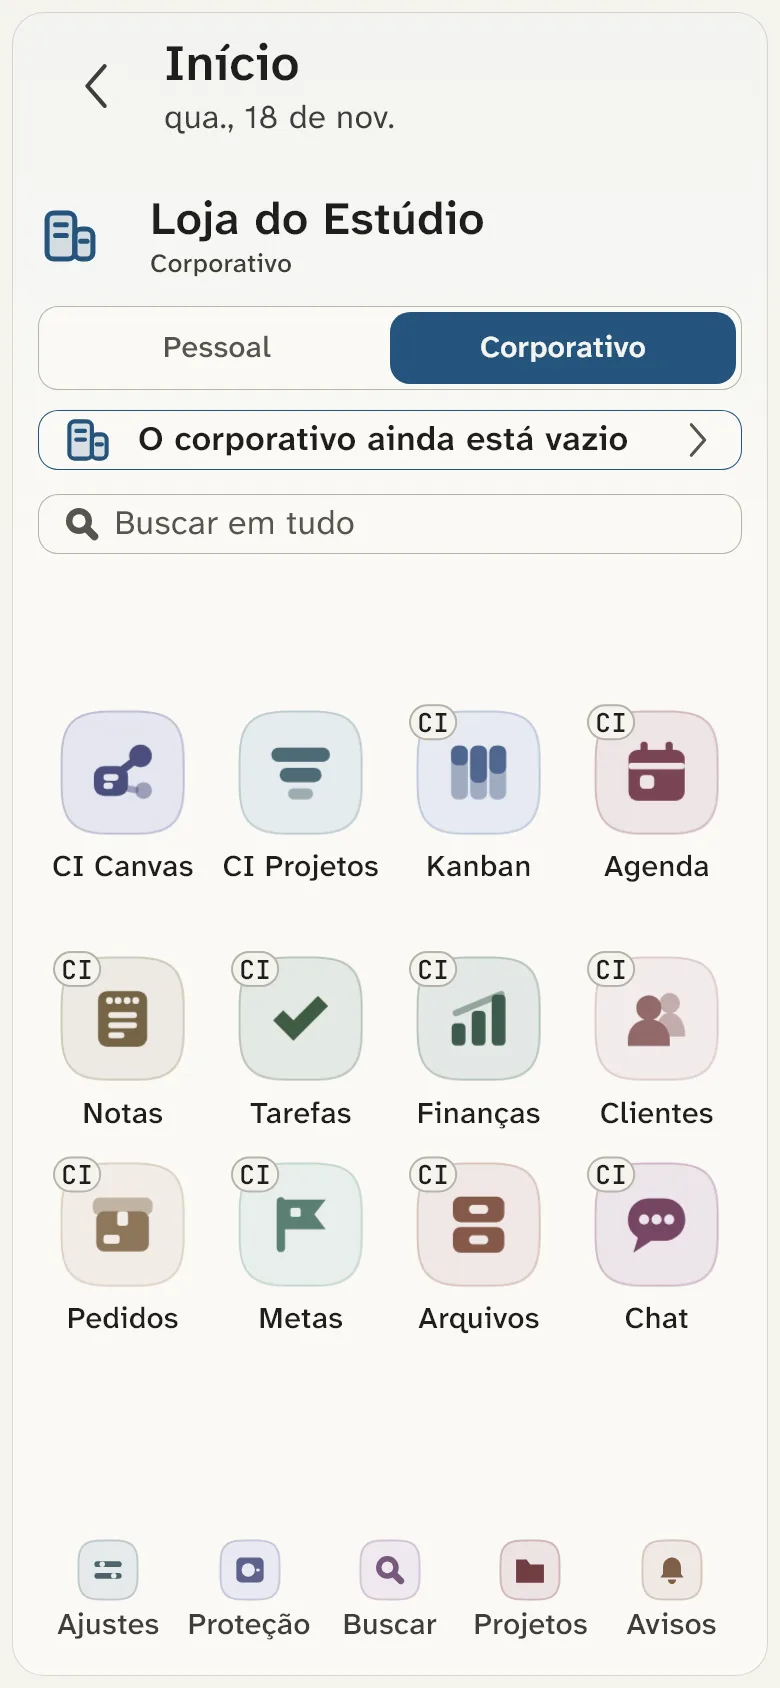 Início
qua., 18 de nov.
Loja do Estúdio
Corporativo
Pessoal Corporativo
O corporativo ainda está vazio
Buscar em tudo
CI CI
CI Canvas CI Projetos Kanban Agenda
CI CI CI CI
Notas Tarefas Finanças Clientes
CI CI CI CI
Pedidos Metas Arquivos Chat
Ajustes Proteção Buscar Projetos Avisos